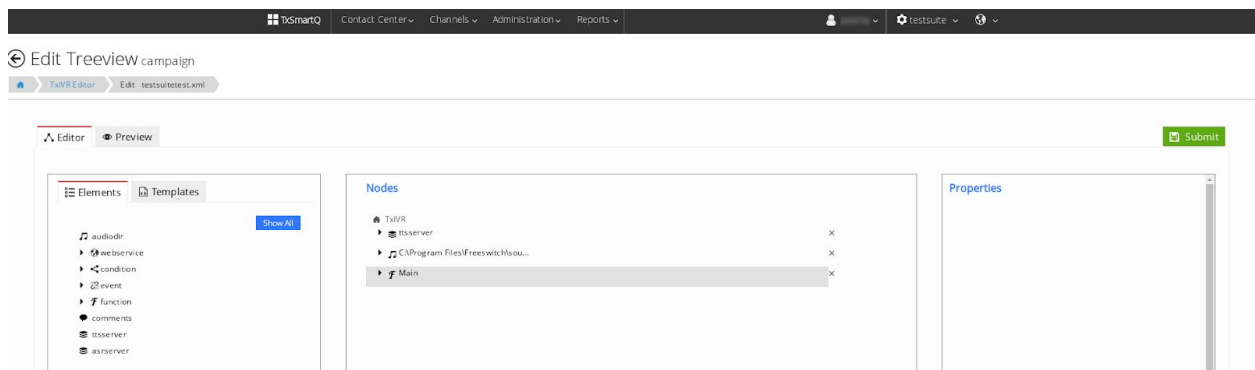 TxSmartQ Contact Center Channels Administration Reports testsuite
Edit Treeview campaign
TxIVR Editor Edit testsuitetest.xml
Editor Preview Submit
Elements Templates
Show All
audiodir
webservice
condition
event
function
comments
ttsserver
asrserver
Nodes
TxIVR
ttsserver ×
C:\Program Files\Freeswitch\sou... ×
Main ×
Properties